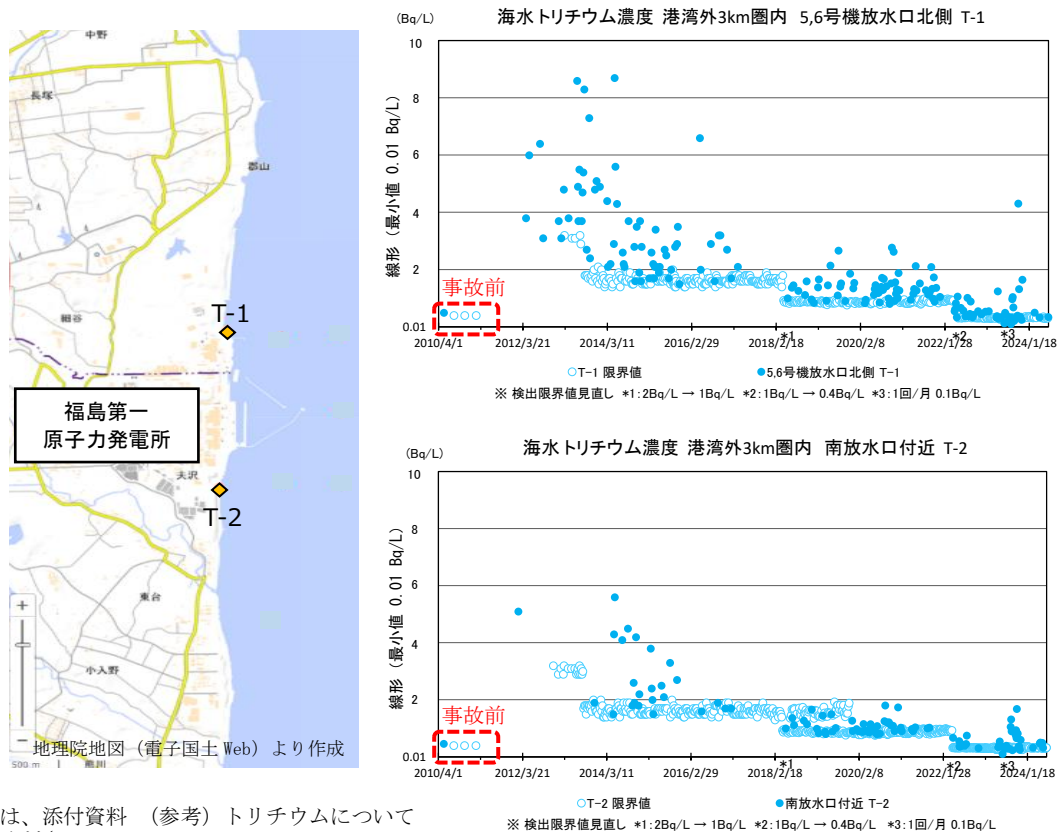 中野
長塚
郡山
T-1
細谷
福島第一
原子力発電所
夫沢
T-2
東台
小入野
熊川
+
−
500 m
地理院地図（電子国土 Web）より作成
は、添付資料 （参考）トリチウムについて
(Bq/L)
海水トリチウム濃度 港湾外3km圏内 5,6号機放水口北側 T-1
線形（最小値 0.01 Bq/L）
10
8
6
4
2
0.01
事故前
*1 *2 *3
2010/4/1 2012/3/21 2014/3/11 2016/2/29 2018/2/18 2020/2/8 2022/1/28 2024/1/18
○T-1 限界値 ●5,6号機放水口北側 T-1
※ 検出限界値見直し *1:2Bq/L → 1Bq/L *2:1Bq/L → 0.4Bq/L *3:1回/月 0.1Bq/L
(Bq/L)
海水トリチウム濃度 港湾外3km圏内 南放水口付近 T-2
線形（最小値 0.01 Bq/L）
10
8
6
4
2
0.01
事故前
*1 *2 *3
2010/4/1 2012/3/21 2014/3/11 2016/2/29 2018/2/18 2020/2/8 2022/1/28 2024/1/18
○T-2 限界値 ●南放水口付近 T-2
※ 検出限界値見直し *1:2Bq/L → 1Bq/L *2:1Bq/L → 0.4Bq/L *3:1回/月 0.1Bq/L